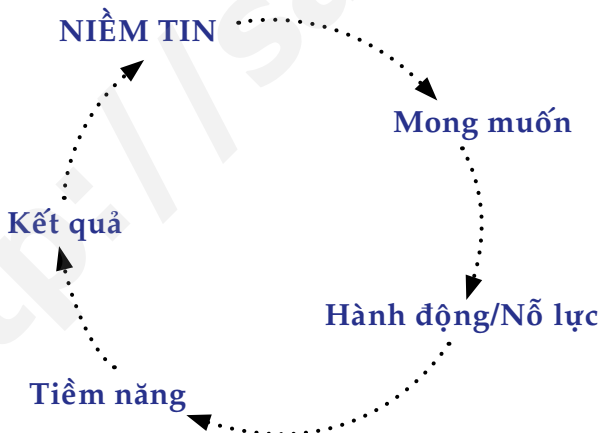 NIỀM TIN
Mong muốn
Hành động/Nỗ lực
Tiềm năng
Kết quả